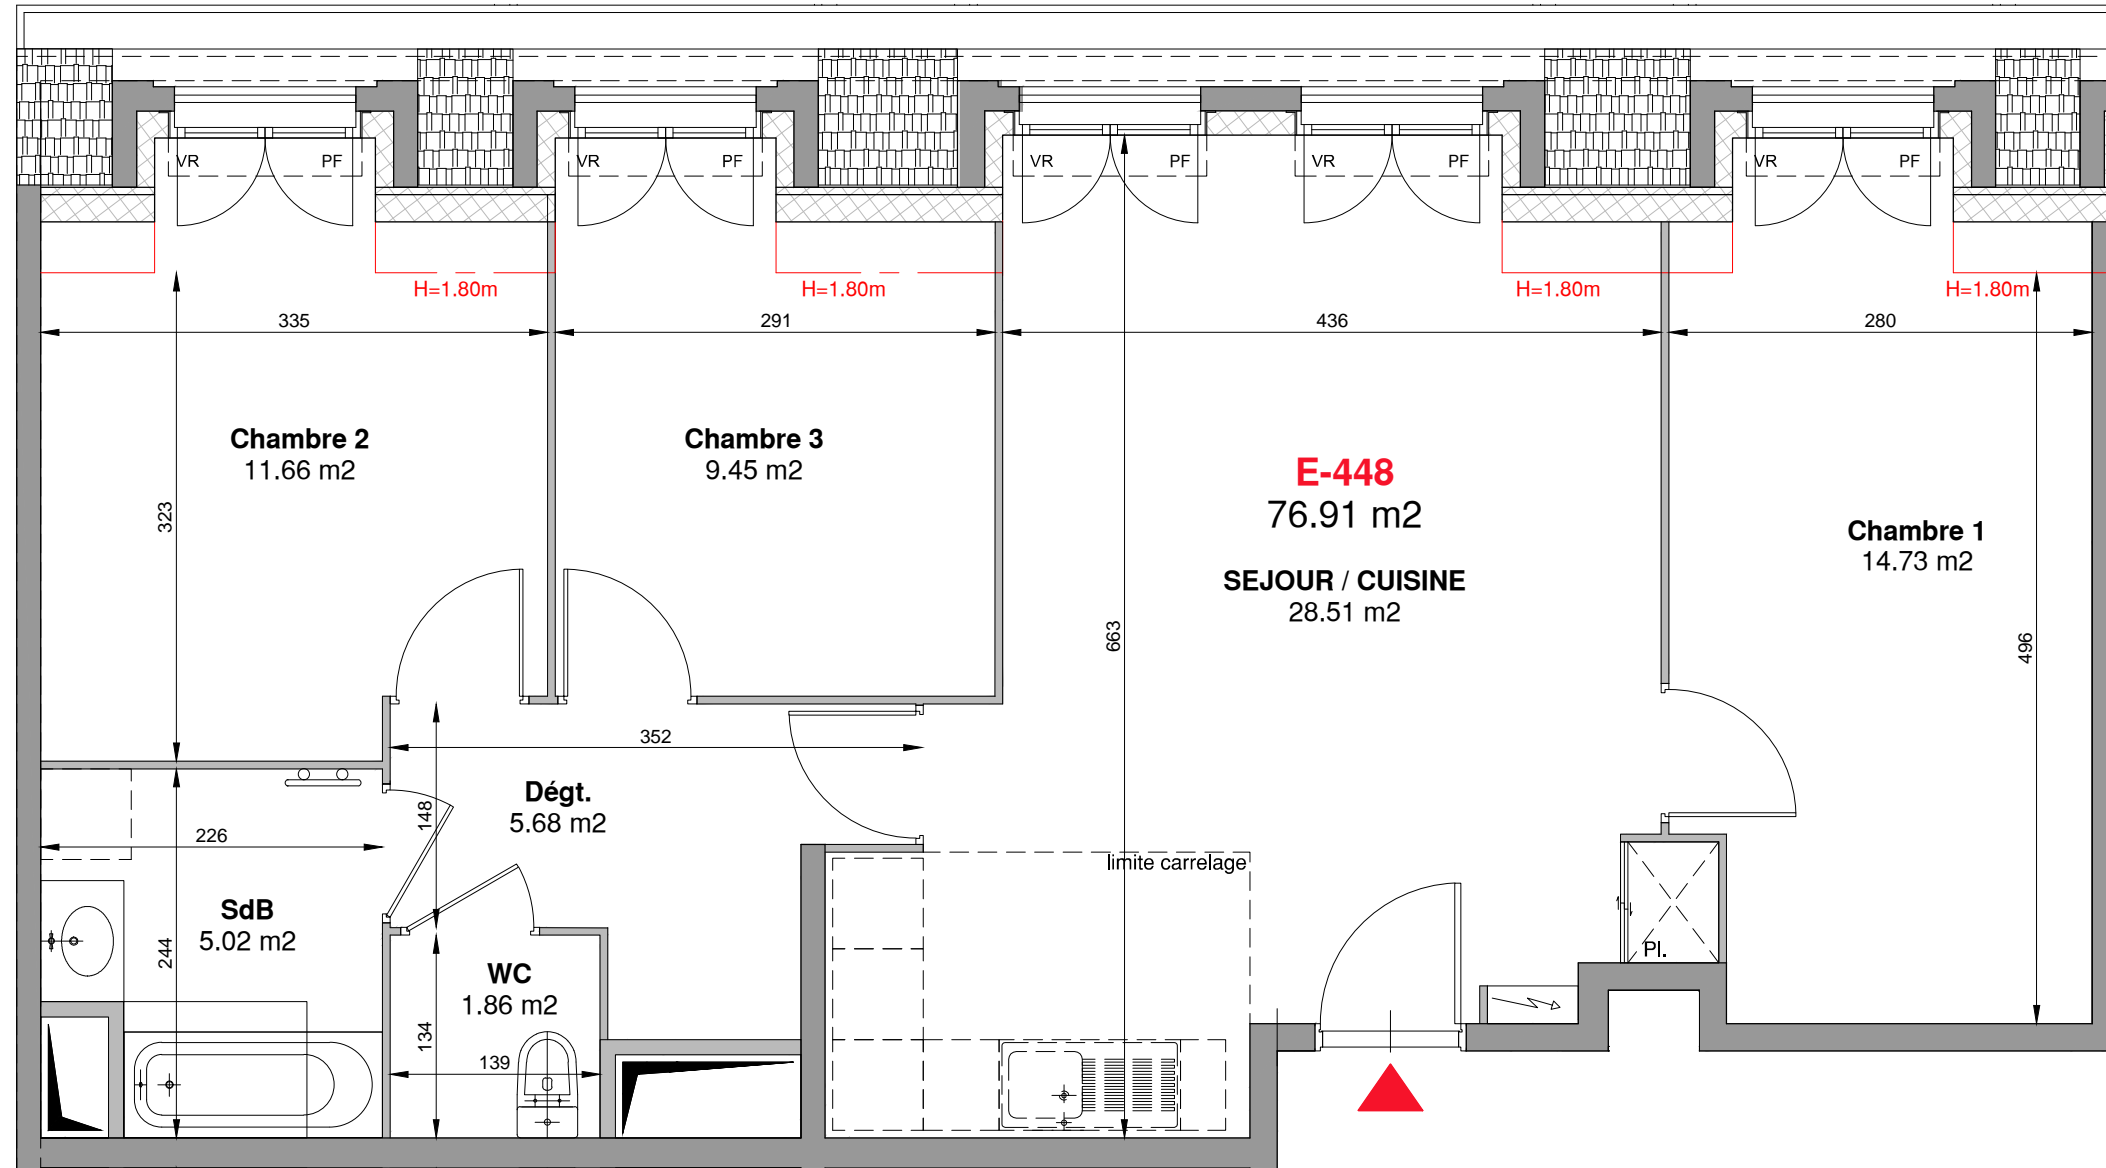 VR PF
VR PF
VR PF
VR PF
VR PF
H=1.80m
H=1.80m
H=1.80m
H=1.80m
335
291
436
280
Chambre 2
11.66 m2
323
Chambre 3
9.45 m2
E-448
76.91 m2
SEJOUR / CUISINE
28.51 m2
663
Chambre 1
14.73 m2
496
352
Dégt.
5.68 m2
148
226
SdB
5.02 m2
244
WC
1.86 m2
134
139
limite carrelage
Pl.